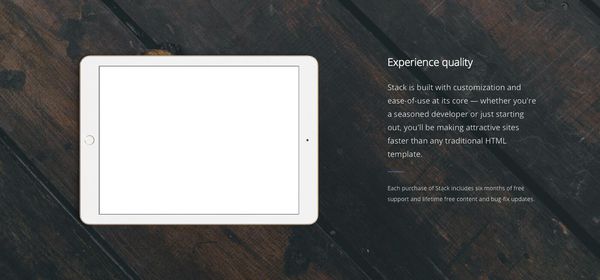 Experience quality
Stack is built with customization and
ease-of-use at its core — whether you're
a seasoned developer or just starting
out, you'll be making attractive sites
faster than any traditional HTML
template.
Each purchase of Stack includes six months of free
support and lifetime free content and bug-fix updates.